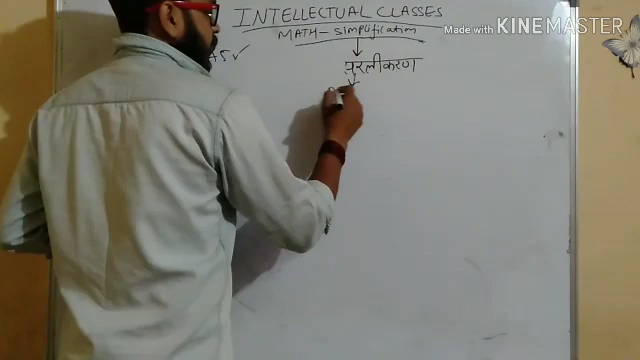 INTELLECTUAL CLASSES
MATH - Simplification
सरलीकरण
Made with KINEMASTER